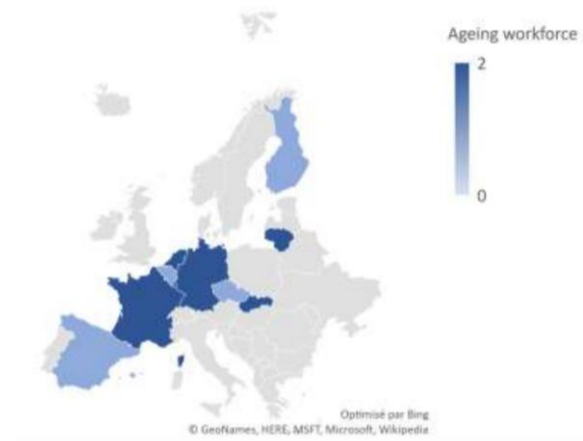 Ageing workforce
2
0
Optimisé par Bing
© GeoNames, HERE, MSFT, Microsoft, Wikipedia